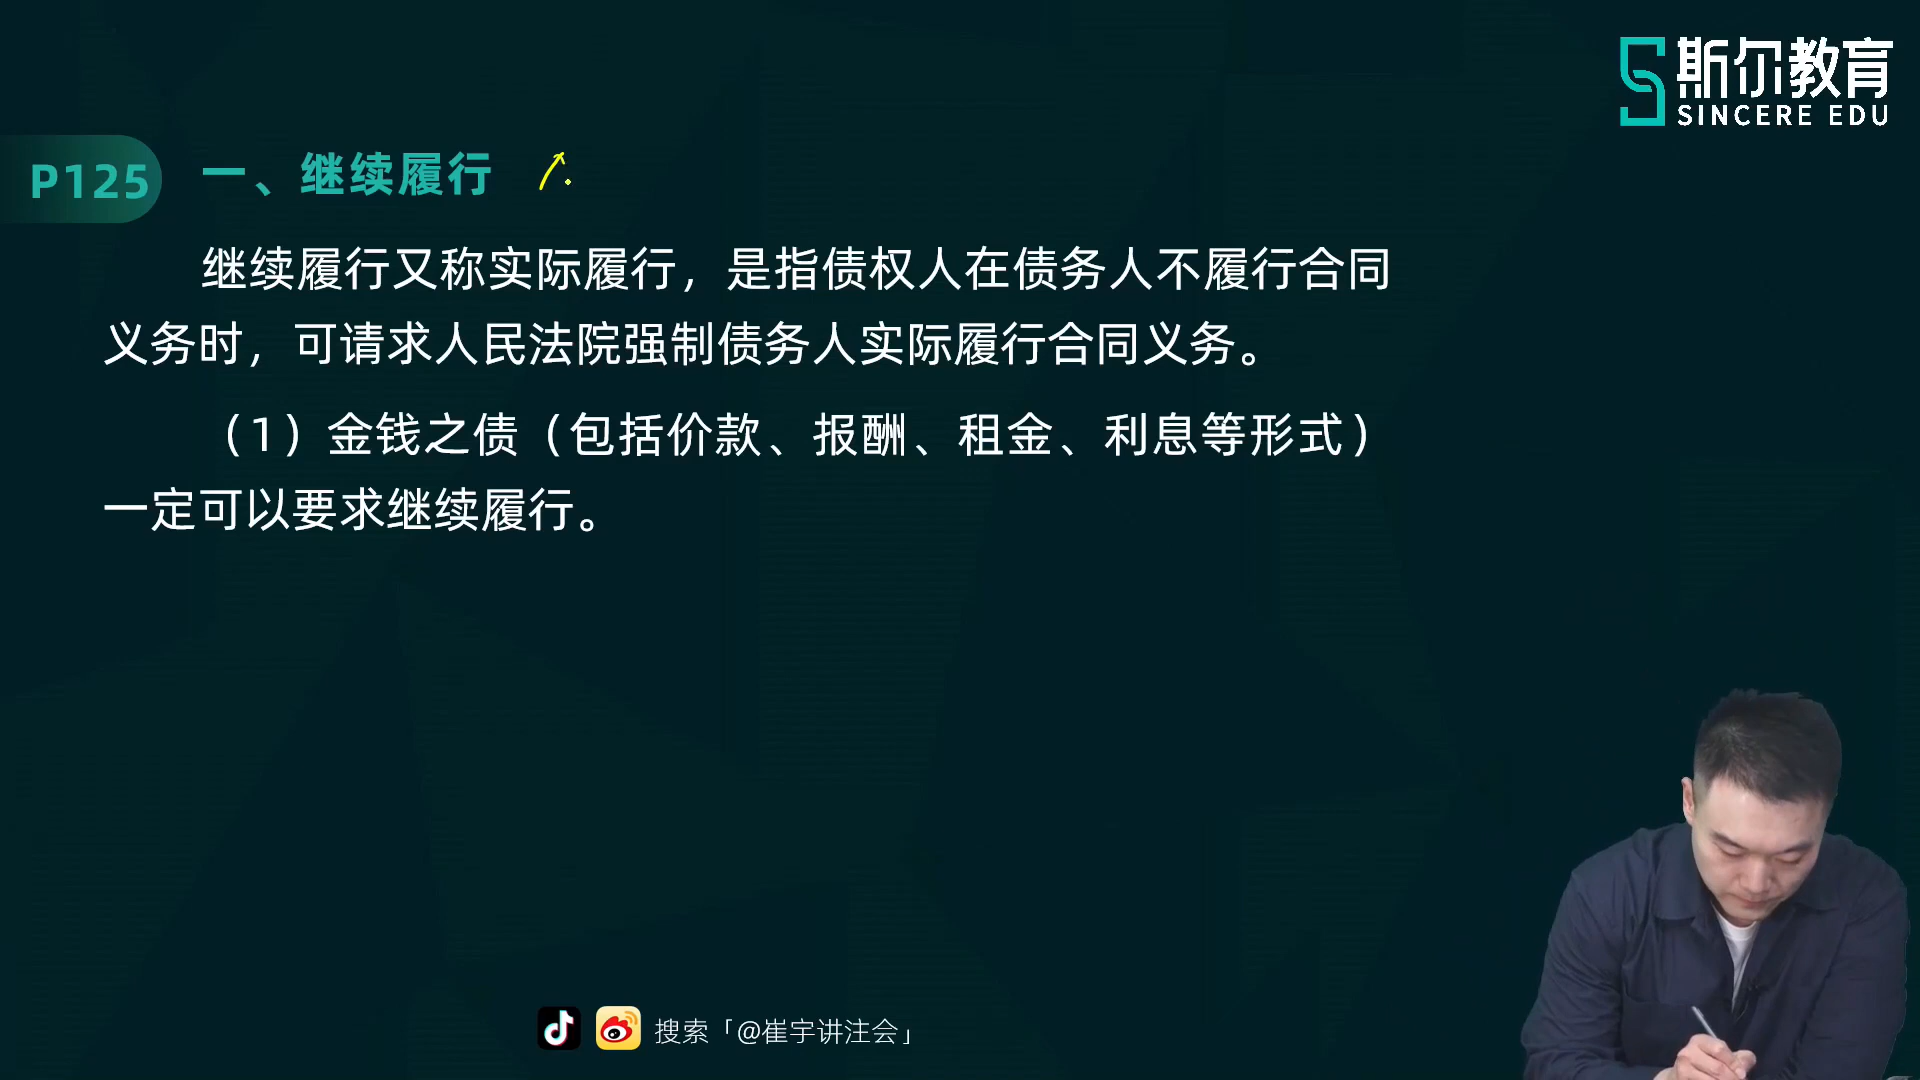 斯尔教育
SINCERE EDU
P125
一、继续履行
继续履行又称实际履行，是指债权人在债务人不履行合同
义务时，可请求人民法院强制债务人实际履行合同义务。
（1）金钱之债（包括价款、报酬、租金、利息等形式）
一定可以要求继续履行。
搜索「@崔宇讲注会」